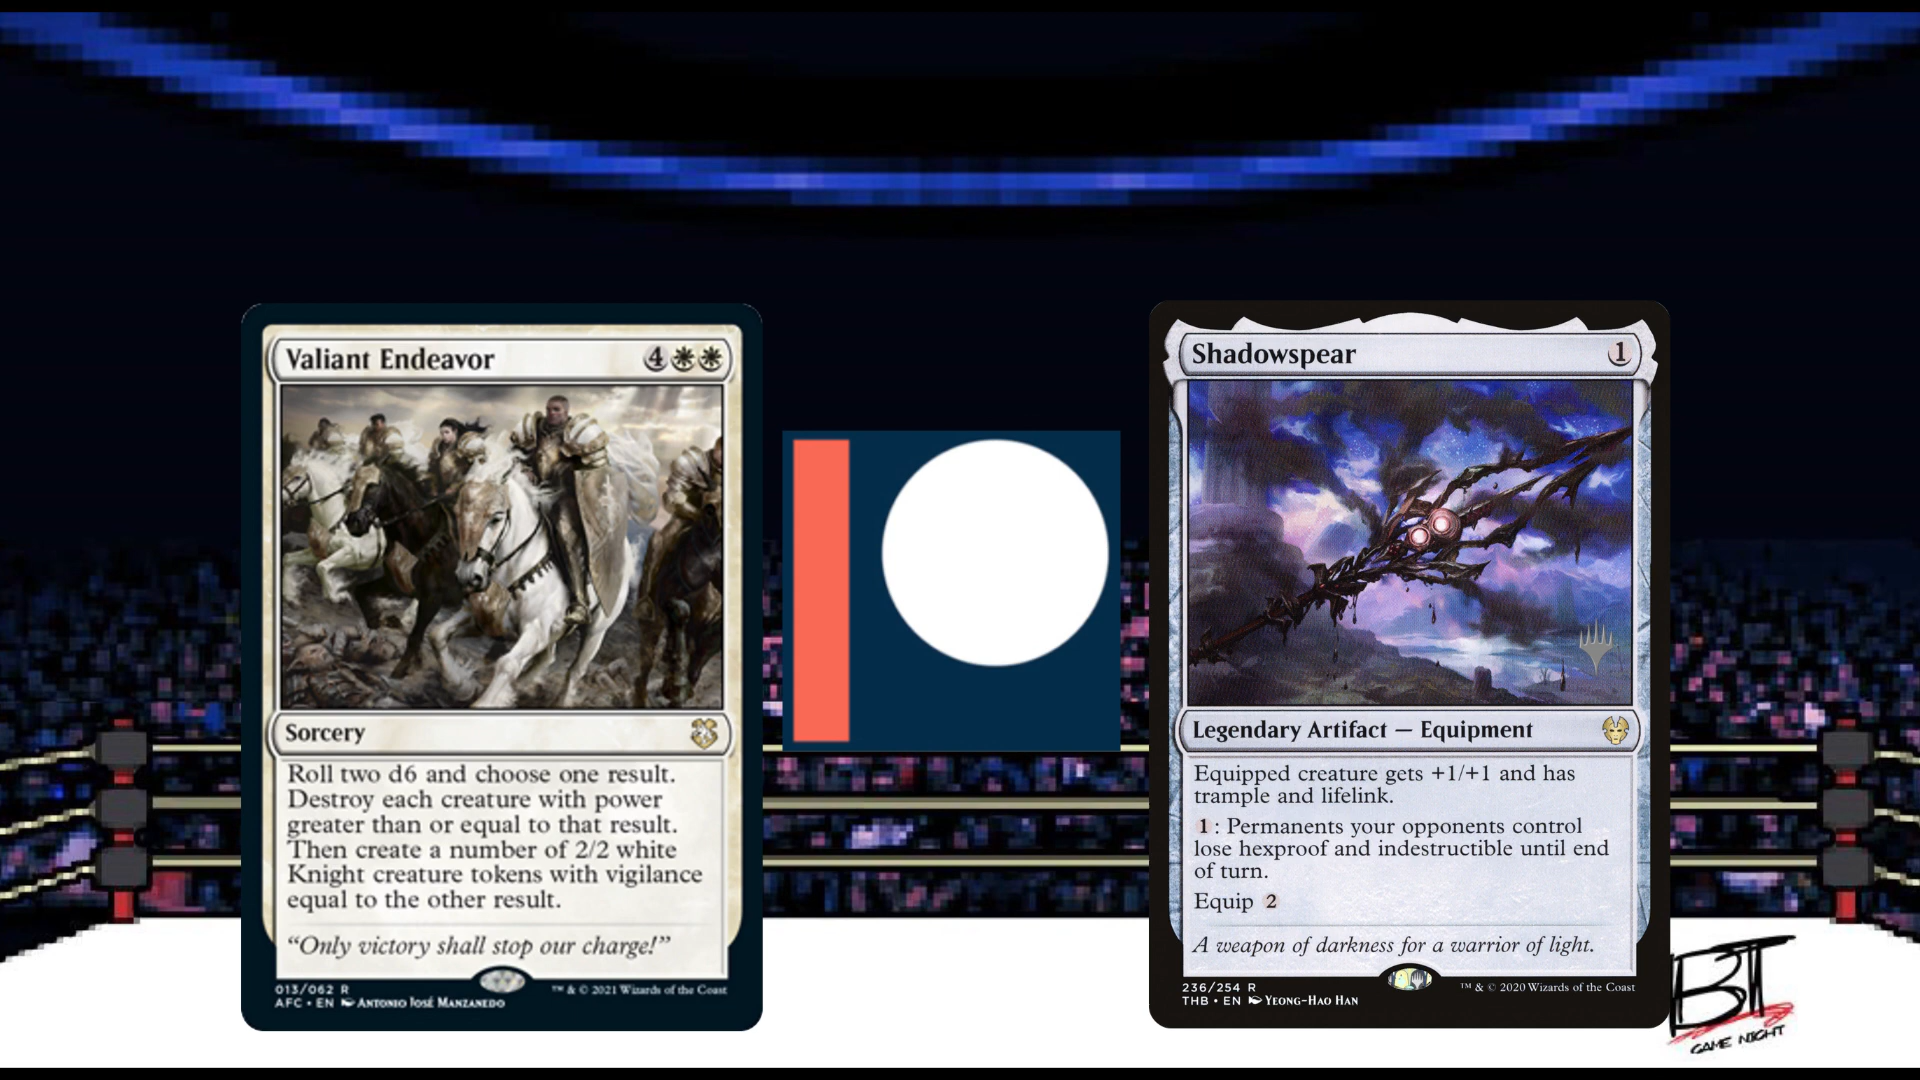 Valiant Endeavor 4
Sorcery
Roll two d6 and choose one result.
Destroy each creature with power
greater than or equal to that result.
Then create a number of 2/2 white
Knight creature tokens with vigilance
equal to the other result.
“Only victory shall stop our charge!”
013/062 R
AFC • EN Antonio José Manzanedo
™ & © 2021 Wizards of the Coast
Shadowspear 1
Legendary Artifact — Equipment
Equipped creature gets +1/+1 and has
trample and lifelink.
1: Permanents your opponents control
lose hexproof and indestructible until end
of turn.
Equip 2
A weapon of darkness for a warrior of light.
236/254 R
THB • EN Yeong-Hao Han
™ & © 2020 Wizards of the Coast
BTT
GAME NIGHT